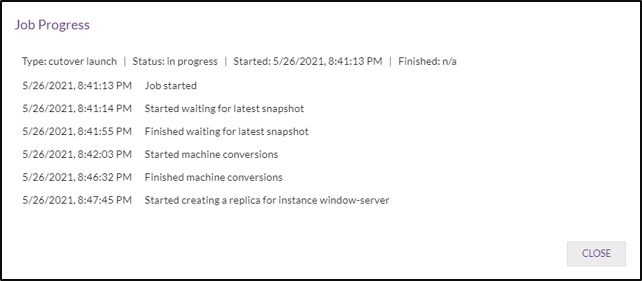 Job Progress
Type: cutover launch | Status: in progress | Started: 5/26/2021, 8:41:13 PM | Finished: n/a
5/26/2021, 8:41:13 PM Job started
5/26/2021, 8:41:14 PM Started waiting for latest snapshot
5/26/2021, 8:41:55 PM Finished waiting for latest snapshot
5/26/2021, 8:42:03 PM Started machine conversions
5/26/2021, 8:46:32 PM Finished machine conversions
5/26/2021, 8:47:45 PM Started creating a replica for instance window-server
CLOSE